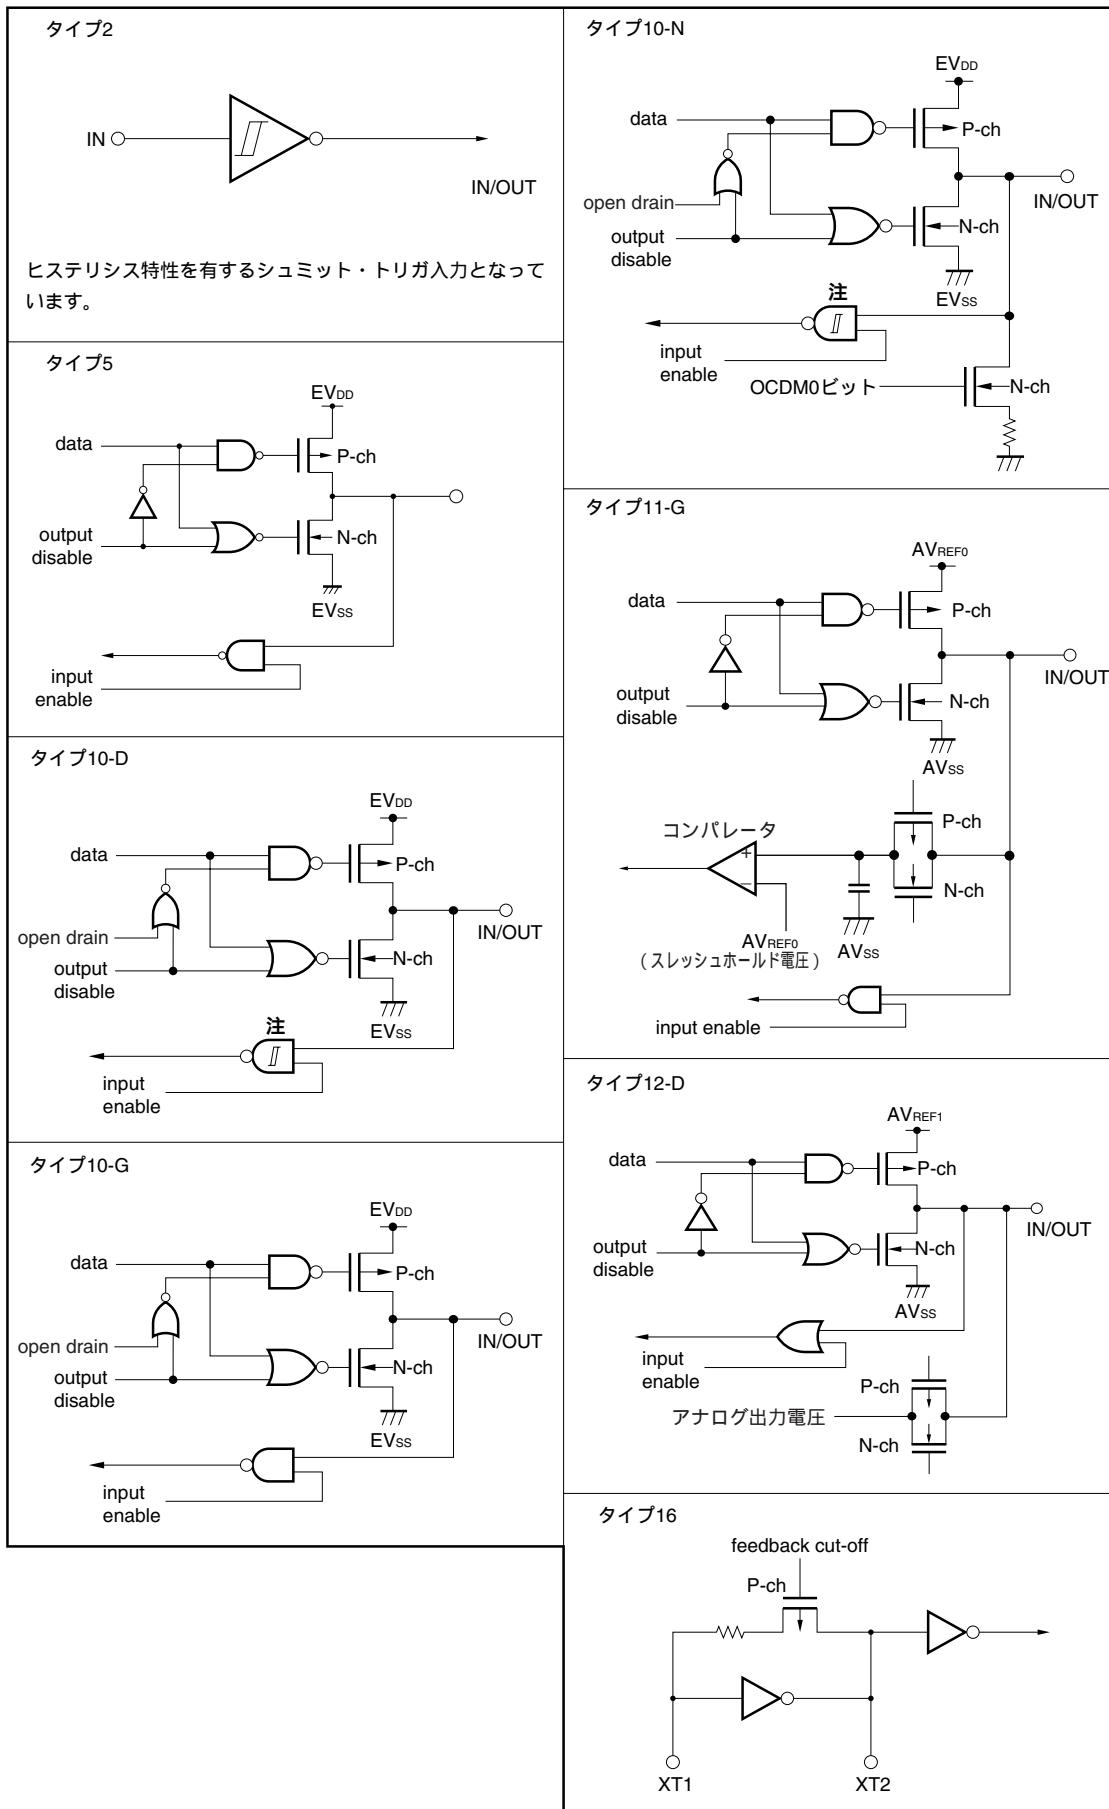 タイプ2
IN
IN/OUT
ヒステリシス特性を有するシュミット・トリガ入力となって
います。
タイプ5
EVDD
data
P-ch
output
disable
N-ch
EVSS
input
enable
タイプ10-D
EVDD
data
P-ch
open drain
IN/OUT
output
disable
N-ch
EVSS
注
input
enable
タイプ10-G
EVDD
data
P-ch
open drain
IN/OUT
output
disable
N-ch
EVSS
input
enable
タイプ10-N
EVDD
data
P-ch
open drain
IN/OUT
output
disable
N-ch
EVSS
注
input
enable
OCDM0ビット
N-ch
タイプ11-G
AVREF0
data
P-ch
IN/OUT
output
disable
N-ch
AVSS
P-ch
コンパレータ
+
−
N-ch
AVREF0
AVSS
(スレッシュホールド電圧)
input enable
タイプ12-D
AVREF1
data
P-ch
IN/OUT
output
disable
N-ch
AVSS
input
enable
P-ch
アナログ出力電圧
N-ch
タイプ16
feedback cut-off
P-ch
XT1
XT2